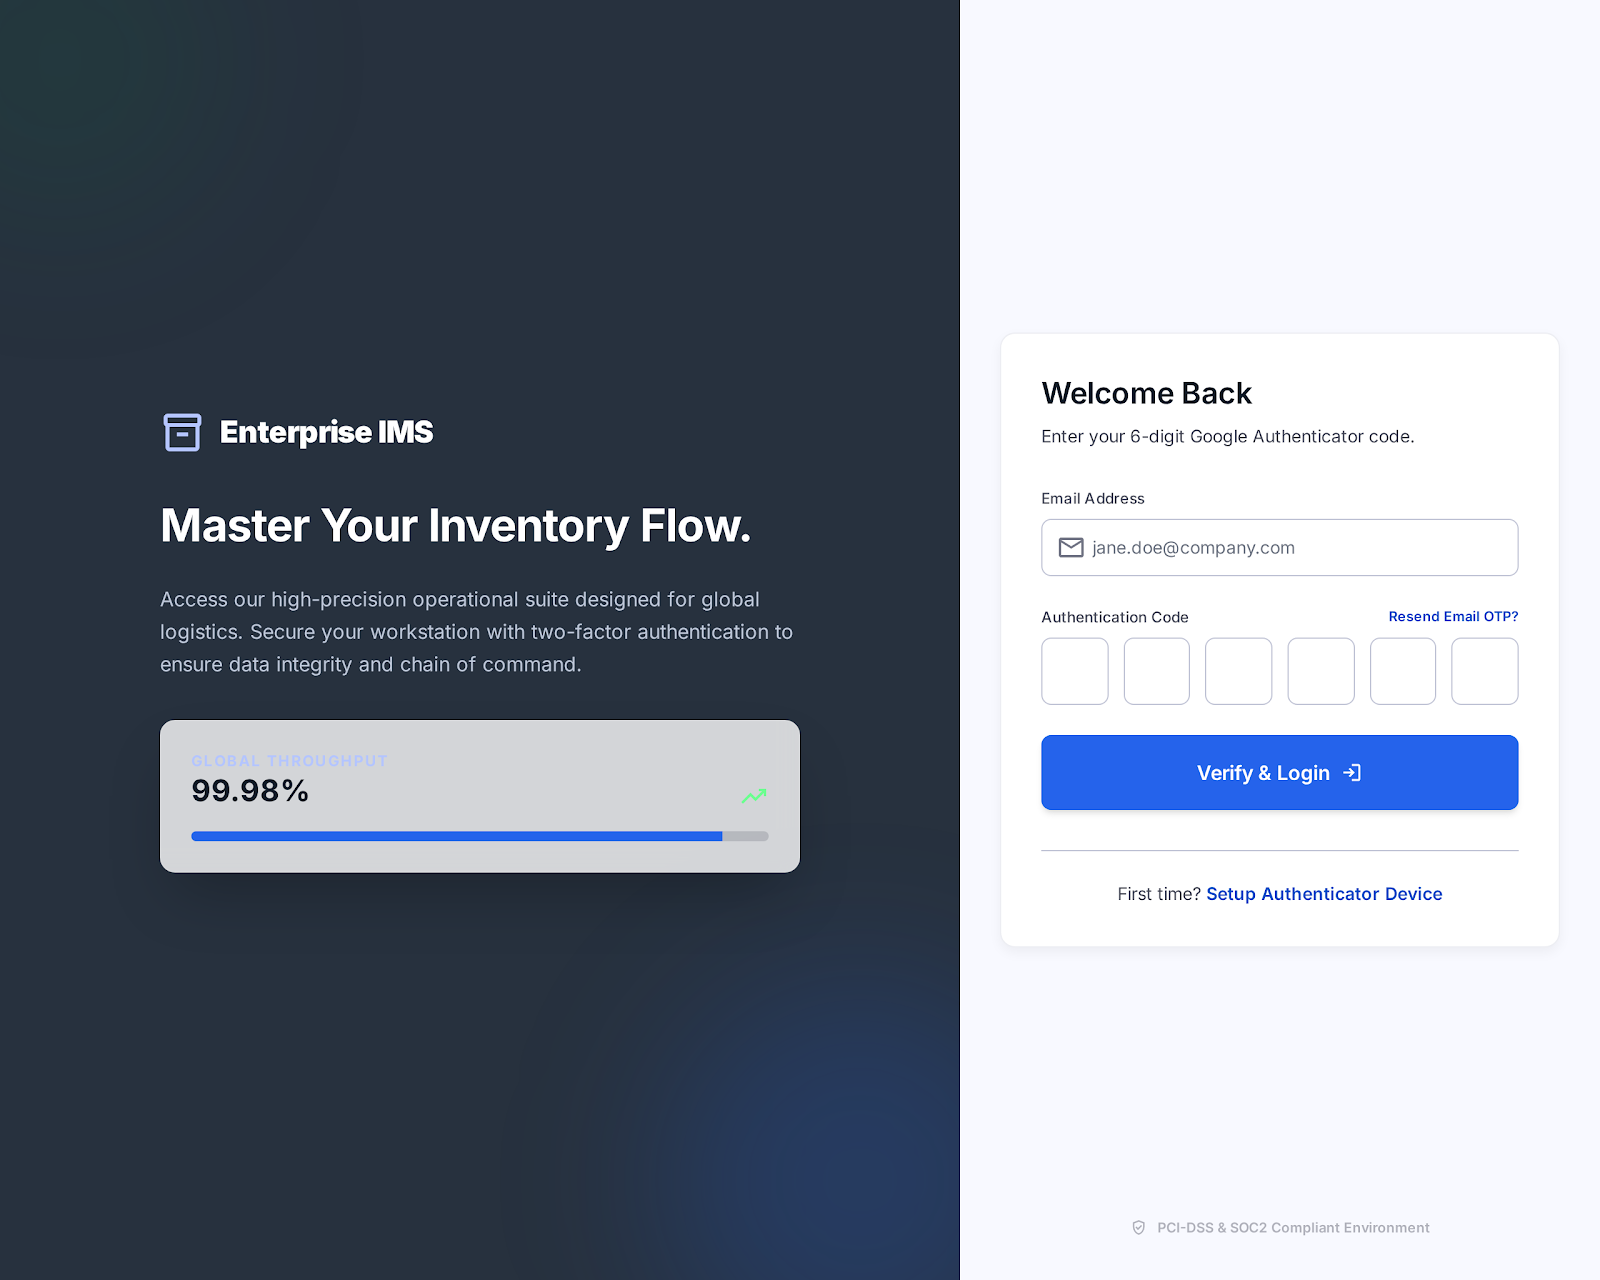 Enterprise IMS
Master Your Inventory Flow.
Access our high-precision operational suite designed for global
logistics. Secure your workstation with two-factor authentication to
ensure data integrity and chain of command.
GLOBAL THROUGHPUT
99.98%
Welcome Back
Enter your 6-digit Google Authenticator code.
Email Address
jane.doe@company.com
Authentication Code
Resend Email OTP?
Verify & Login
First time? Setup Authenticator Device
PCI-DSS & SOC2 Compliant Environment